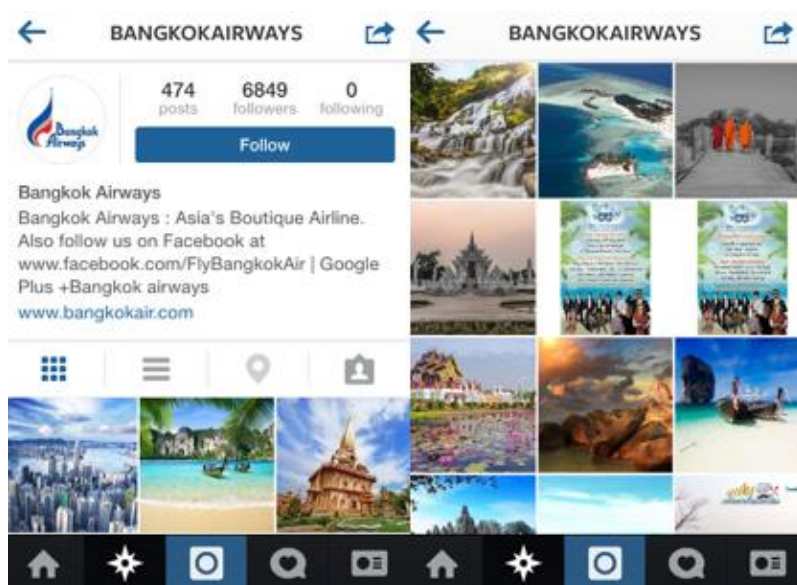 BANGKOKAIRWAYS
474 6849 0
posts followers following
Bangkok
Airways
Follow
Bangkok Airways
Bangkok Airways : Asia's Boutique Airline.
Also follow us on Facebook at
www.facebook.com/FlyBangkokAir | Google
Plus +Bangkok airways
www.bangkokair.com
BANGKOKAIRWAYS